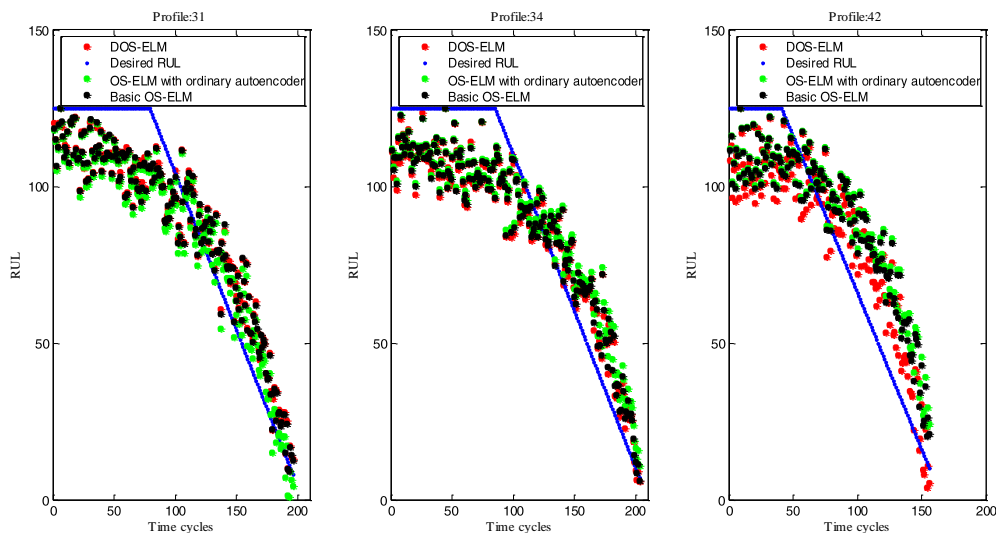 Profile:31
150
100
50
0
RUL
DOS-ELM
Desired RUL
OS-ELM with ordinary autoencoder
Basic OS-ELM
0 50 100 150 200
Time cycles
Profile:34
150
100
50
0
RUL
DOS-ELM
Desired RUL
OS-ELM with ordinary autoencoder
Basic OS-ELM
0 50 100 150 200
Time cycles
Profile:42
150
100
50
0
RUL
DOS-ELM
Desired RUL
OS-ELM with ordinary autoencoder
Basic OS-ELM
0 50 100 150 200
Time cycles